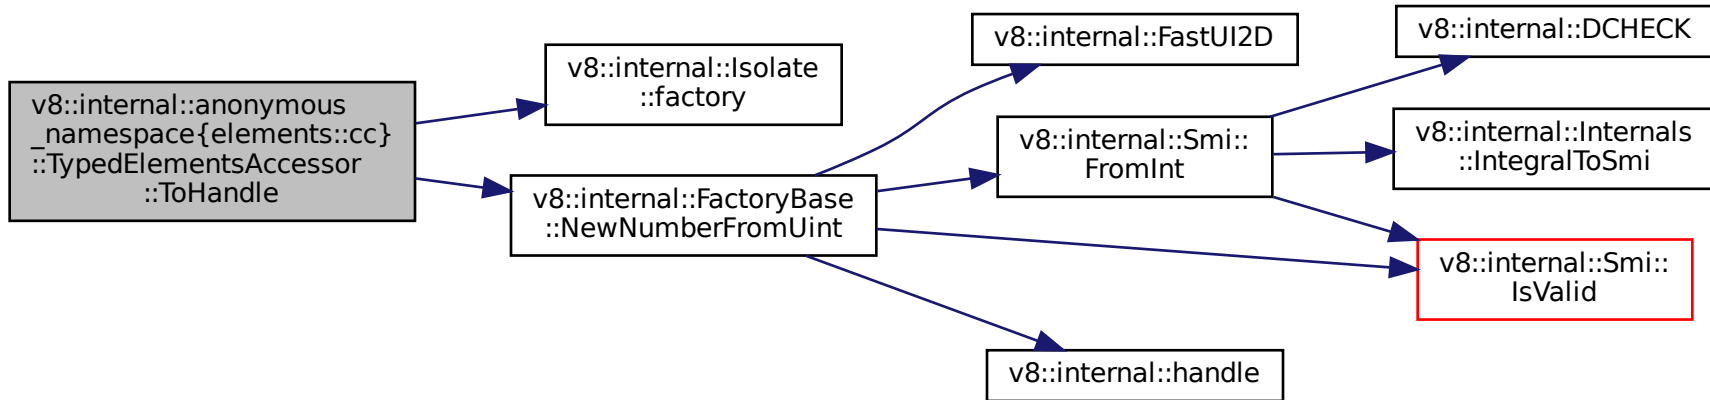 v8::internal::anonymous
_namespace{elements::cc}
::TypedElementsAccessor
::ToHandle
v8::internal::Isolate
::factory
v8::internal::FactoryBase
::NewNumberFromUint
v8::internal::FastUI2D
v8::internal::Smi::
FromInt
v8::internal::handle
v8::internal::DCHECK
v8::internal::Internals
::IntegralToSmi
v8::internal::Smi::
IsValid